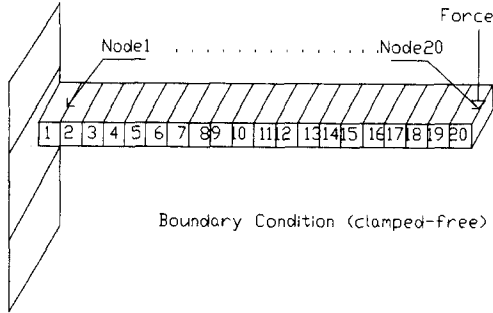 Force
Node1 . . . . . . . . . . . . . . Node20
1 2 3 4 5 6 7 8 9 10 11 12 13 14 15 16 17 18 19 20
Boundary Condition (clamped-free)